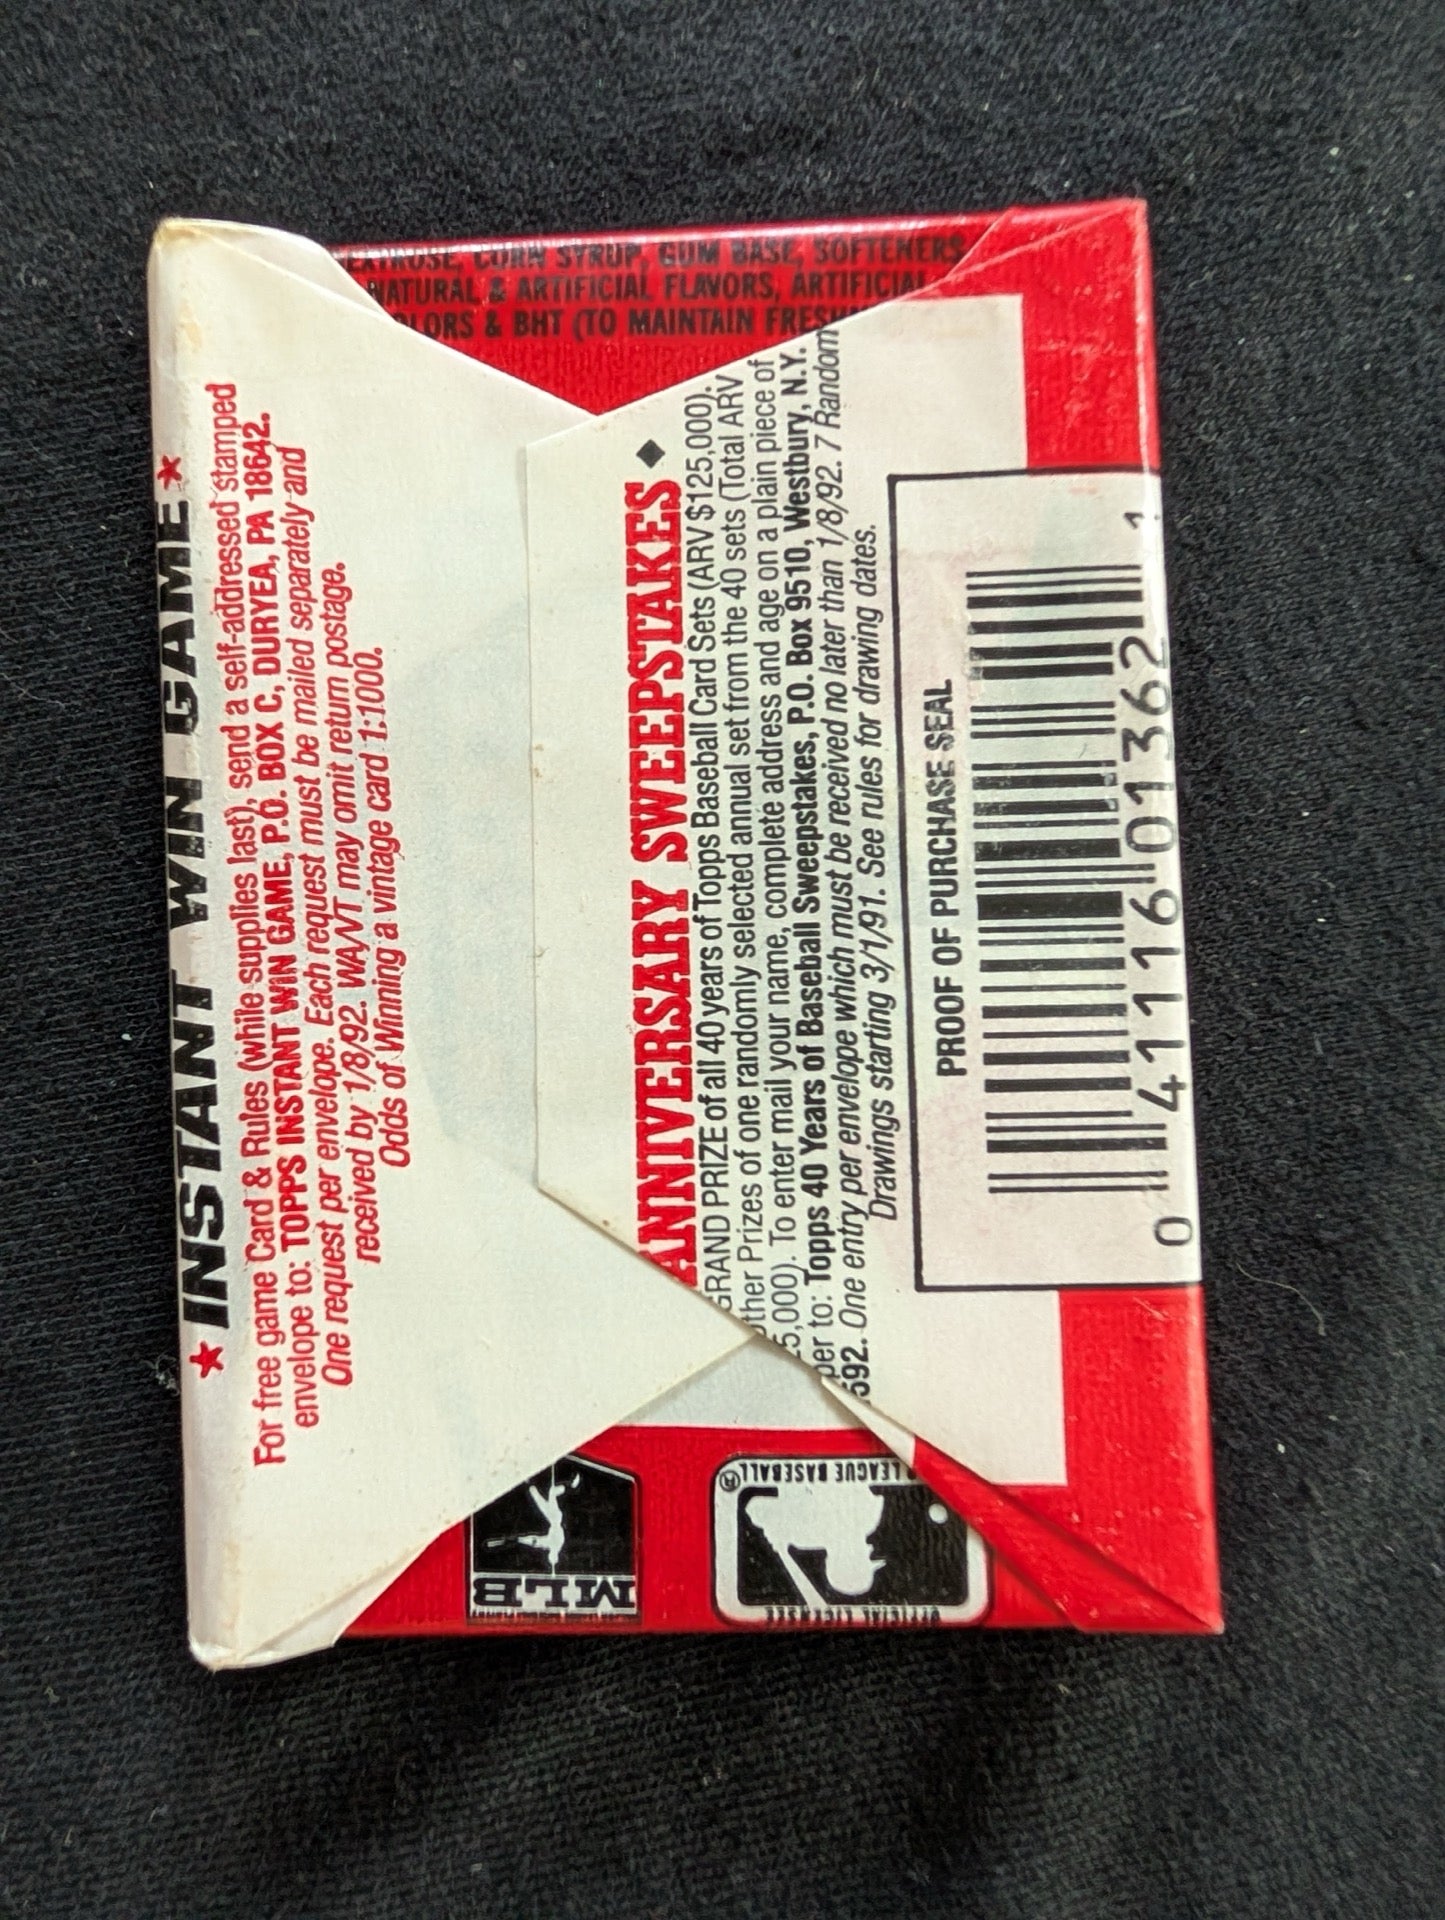 EXTROSE, CORN SYRUP, GUM BASE, SOFTENERS,
NATURAL & ARTIFICIAL FLAVORS, ARTIFICIAL
& BHT (TO MAINTAIN
★ INSTANT WIN GAME ★
For free game Card & Rules (while supplies last), send a self-addressed stamped
envelope to: TOPPS INSTANT WIN GAME, P.O. BOX C, DURYEA, PA 18642.
One request per envelope. Each request must be mailed separately and
received by 1/8/92. WA/VT may omit return postage.
Odds of Winning a vintage card 1:1000.
ANNIVERSARY SWEEPSTAKES ◆
GRAND PRIZE of all 40 years of Topps Baseball Card Sets (ARV $125,000).
Other Prizes of one randomly selected annual set from the 40 sets (Total ARV
5,000). To enter mail your name, complete address and age on a plain piece of
per to: Topps 40 Years of Baseball Sweepstakes, P.O. Box 9510, Westbury, N.Y.
592. One entry per envelope which must be received no later than 1/8/92. 7 Random
Drawings starting 3/1/91. See rules for drawing dates.
PROOF OF PURCHASE SEAL
0 41116 01362 1
MLB
LEAGUE BASEBALL®
OFFICIAL LICENSEE